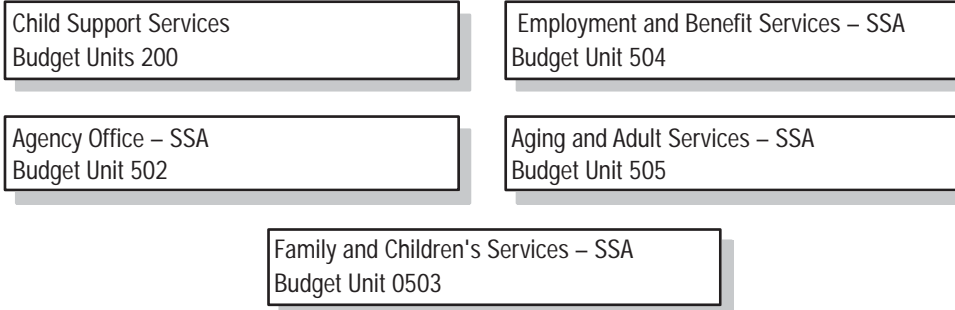 Child Support Services
Budget Units 200
Employment and Benefit Services – SSA
Budget Unit 504
Agency Office – SSA
Budget Unit 502
Aging and Adult Services – SSA
Budget Unit 505
Family and Children's Services – SSA
Budget Unit 0503